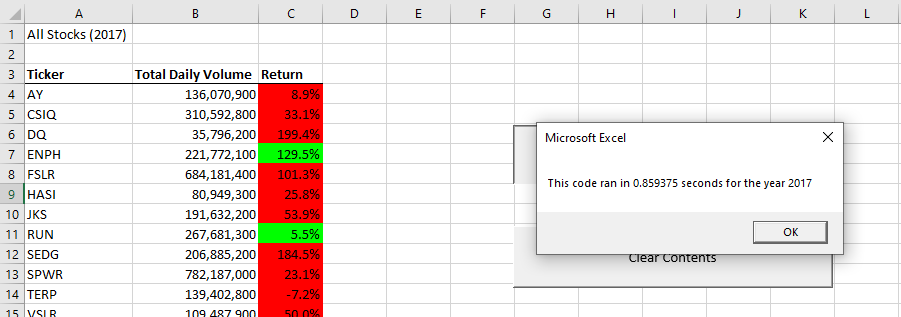 A B C D E F G H I J K L
1 All Stocks (2017)
2
3 Ticker Total Daily Volume Return
4 AY 136,070,900 8.9%
5 CSIQ 310,592,800 33.1%
6 DQ 35,796,200 199.4%
7 ENPH 221,772,100 129.5%
8 FSLR 684,181,400 101.3%
9 HASI 80,949,300 25.8%
10 JKS 191,632,200 53.9%
11 RUN 267,681,300 5.5%
12 SEDG 206,885,200 184.5%
13 SPWR 782,187,000 23.1%
14 TERP 139,402,800 -7.2%
15 VSLR 109,487,900 50.0%
Microsoft Excel
This code ran in 0.859375 seconds for the year 2017
OK
Clear Contents